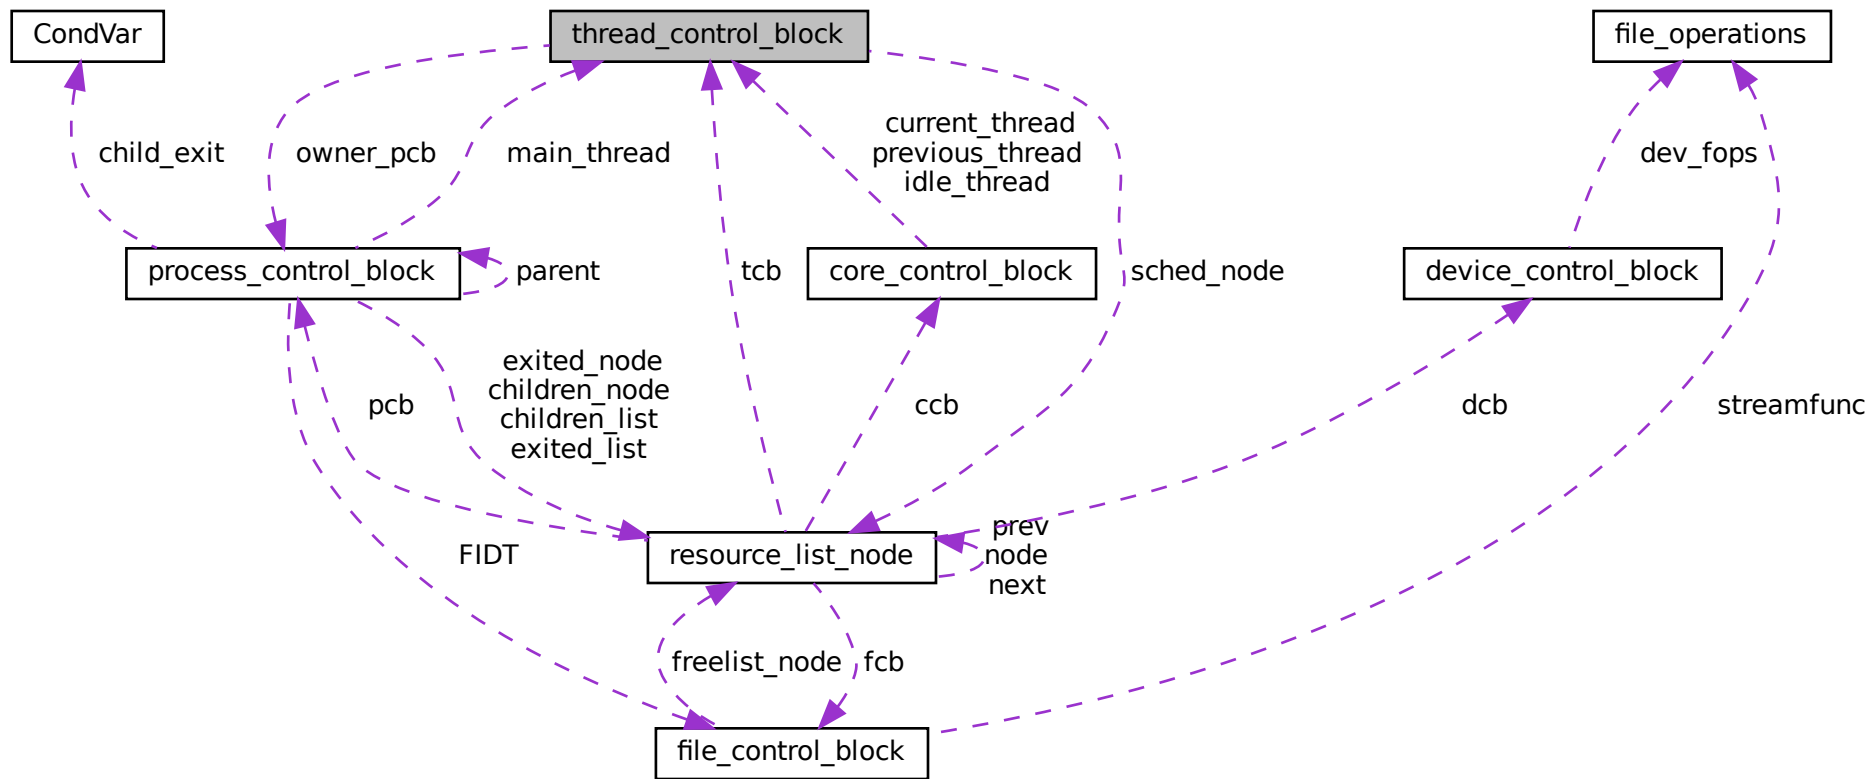 CondVar
thread_control_block
file_operations
child_exit
owner_pcb
main_thread
current_thread
previous_thread
idle_thread
dev_fops
process_control_block
parent
tcb
core_control_block
sched_node
device_control_block
pcb
exited_node
children_node
children_list
exited_list
ccb
dcb
streamfunc
FIDT
resource_list_node
prev
node
next
freelist_node
fcb
file_control_block